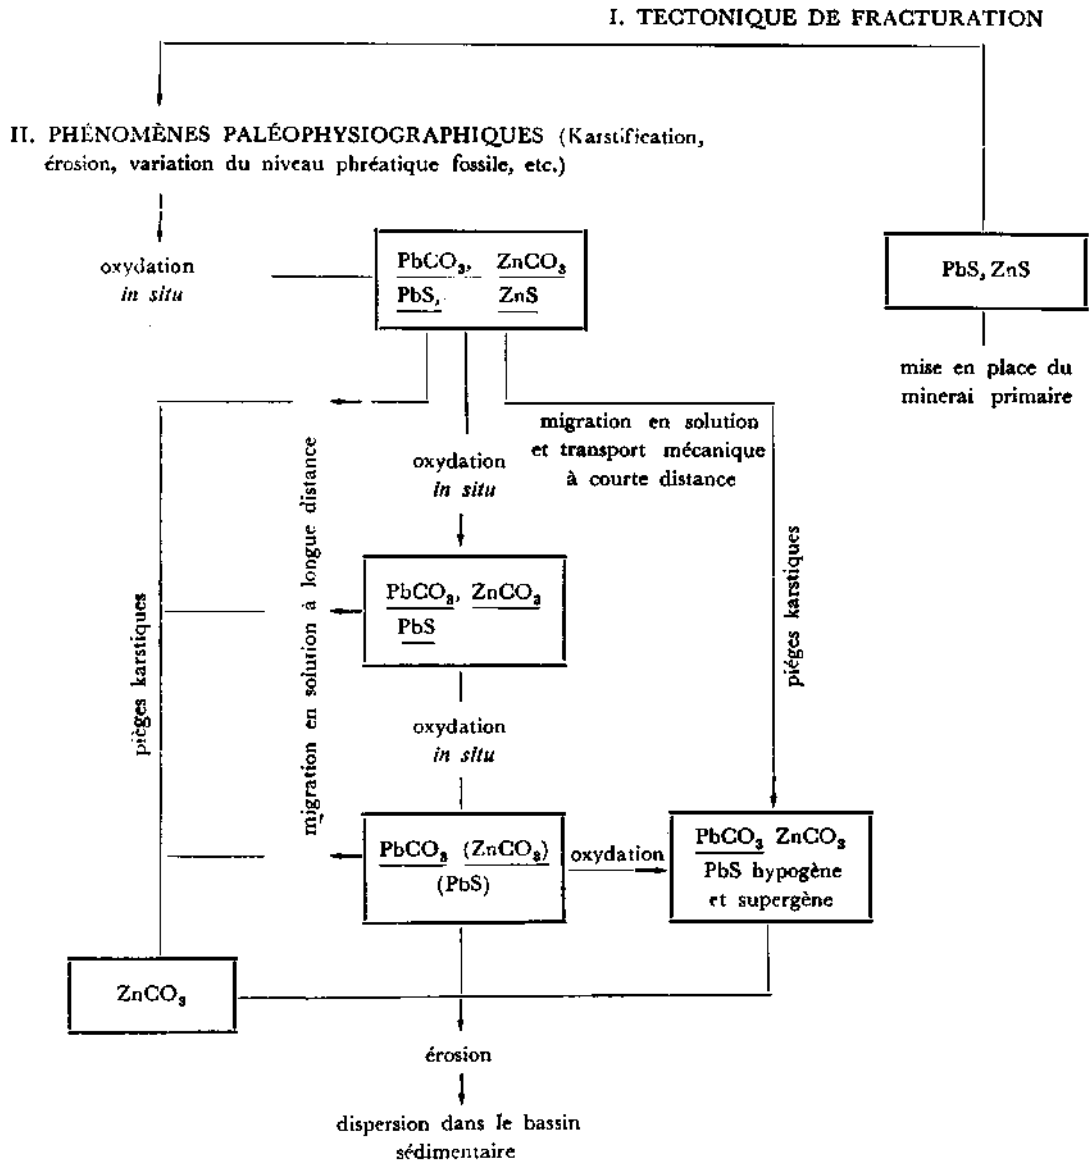 I. TECTONIQUE DE FRACTURATION
II. PHÉNOMÈNES PALÉOPHYSIOGRAPHIQUES (Karstification,
érosion, variation du niveau phréatique fossile, etc.)
oxydation
in situ
PbCO₃, ZnCO₃
PbS, ZnS
PbS, ZnS
mise en place du
minerai primaire
migration en solution
et transport mécanique
à courte distance
oxydation
in situ
migration en solution à longue distance
pièges karstiques
piéges karstiques
PbCO₃, ZnCO₃
PbS
oxydation
in situ
PbCO₃ (ZnCO₃)
(PbS)
oxydation
PbCO₃ ZnCO₃
PbS hypogène
et supergène
ZnCO₃
érosion
dispersion dans le bassin
sédimentaire